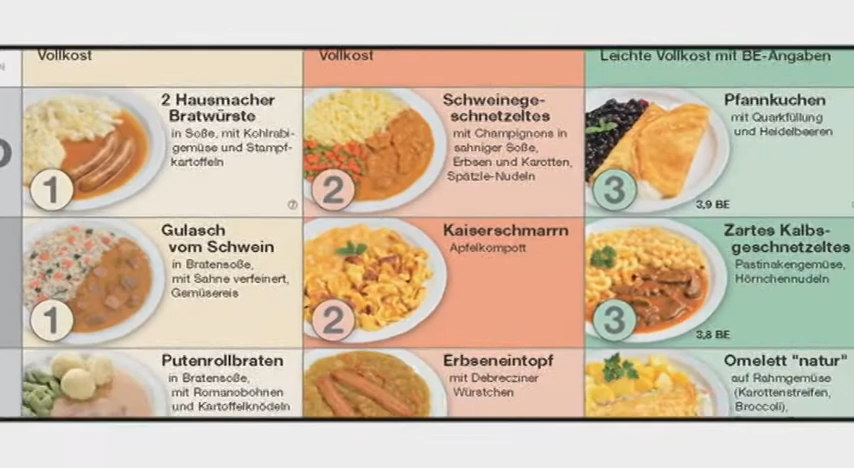 Vollkost
Vollkost
Leichte Vollkost mit BE-Angaben
2 Hausmacher
Bratwürste
in Soße, mit Kohlrabi-
gemüse und Stampf-
kartoffeln
1
7
Schweinege-
schnetzeltes
mit Champignons in
sahniger Soße,
Erbsen und Karotten,
Spätzle-Nudeln
2
Pfannkuchen
mit Quarkfüllung
und Heidelbeeren
3
3,9 BE
Gulasch
vom Schwein
in Bratensoße,
mit Sahne verfeinert,
Gemüsereis
1
Kaiserschmarrn
Apfelkompott
2
Zartes Kalbs-
geschnetzeltes
Pastinakengemüse,
Hörnchennudeln
3
3,8 BE
Putenrollbraten
in Bratensoße,
mit Romanobohnen
und Kartoffelknödeln
Erbseneintopf
mit Debrecziner
Würstchen
Omelett "natur"
auf Rahmgemüse
(Karottenstreifen,
Broccoli),